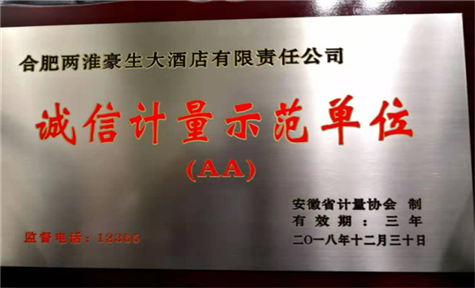 合肥两淮豪生大酒店有限责任公司
诚信计量示范单位
(AA)
安徽省计量协会 制
有效期：三年
监督电话:12365
二〇一八年十二月三十日